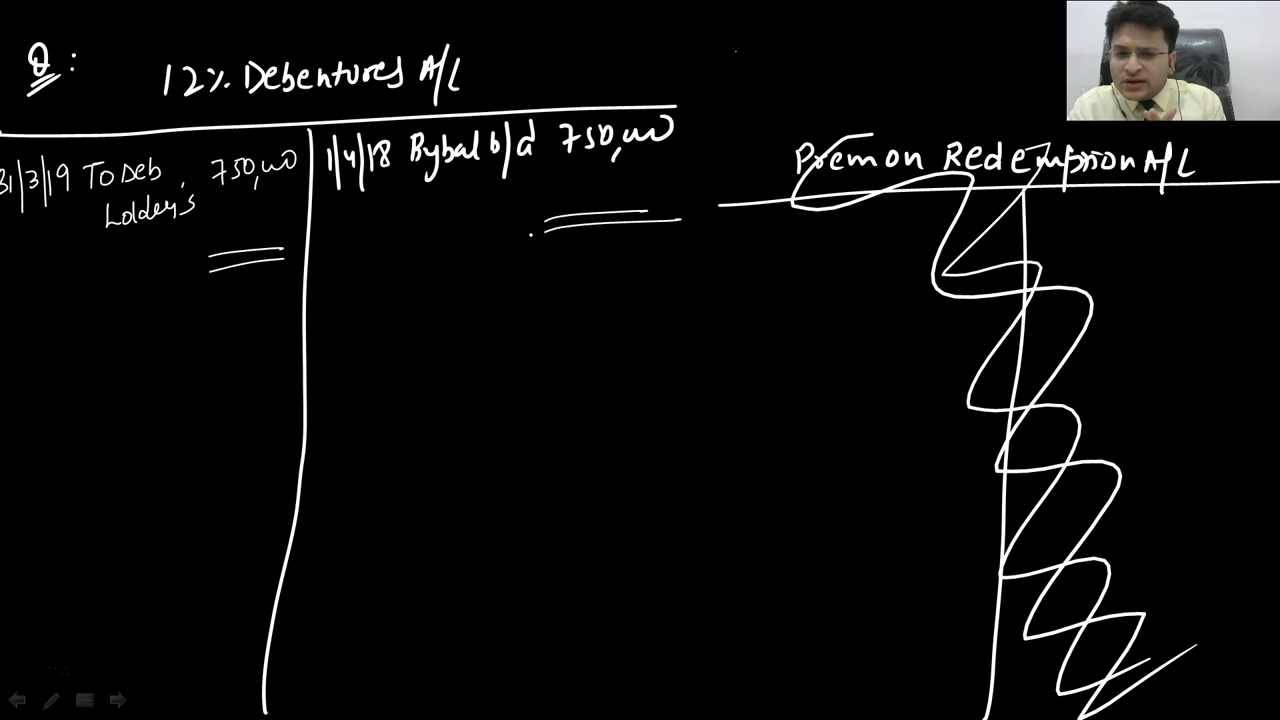 Q:
12% Debentures A/L
31/3/19 To Deb holders 750,000
1/4/18 By bal b/d 750,000
Prem on Redemption A/L